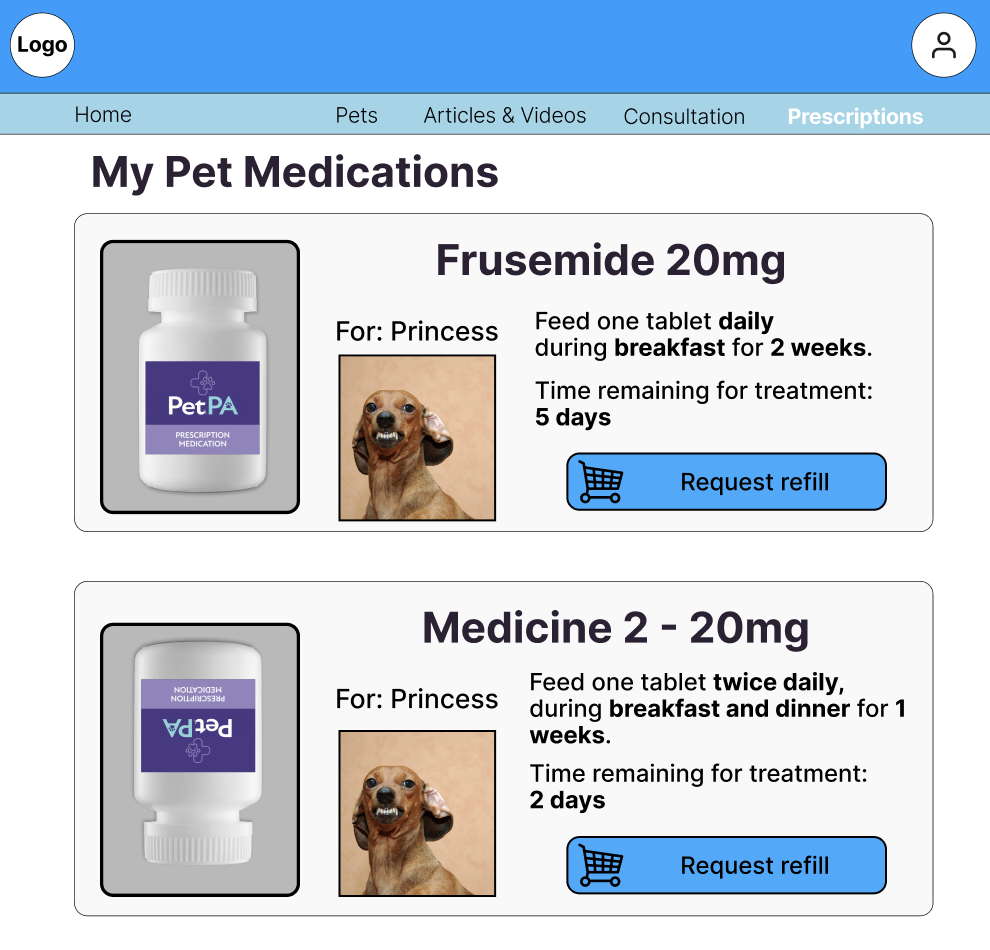 Logo
Home Pets Articles & Videos Consultation Prescriptions
My Pet Medications
Frusemide 20mg
For: Princess
Feed one tablet daily
during breakfast for 2 weeks.
Time remaining for treatment:
5 days
Request refill
PetPA
PRESCRIPTION
MEDICATION
Medicine 2 - 20mg
For: Princess
Feed one tablet twice daily,
during breakfast and dinner for 1
weeks.
Time remaining for treatment:
2 days
Request refill
PetPA
PRESCRIPTION
MEDICATION